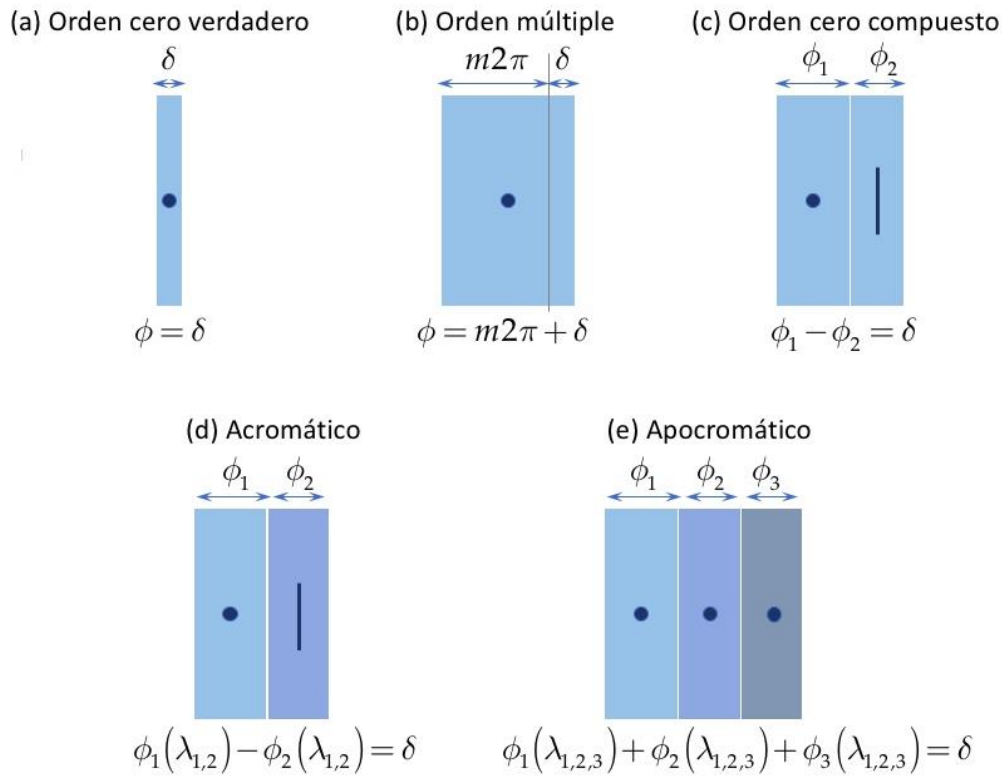 (a) Orden cero verdadero
δ
ϕ = δ
(b) Orden múltiple
m2π δ
ϕ = m2π + δ
(c) Orden cero compuesto
ϕ₁ ϕ₂
ϕ₁ − ϕ₂ = δ
(d) Acromático
ϕ₁ ϕ₂
ϕ₁(λ₁,₂) − ϕ₂(λ₁,₂) = δ
(e) Apocromático
ϕ₁ ϕ₂ ϕ₃
ϕ₁(λ₁,₂,₃) + ϕ₂(λ₁,₂,₃) + ϕ₃(λ₁,₂,₃) = δ